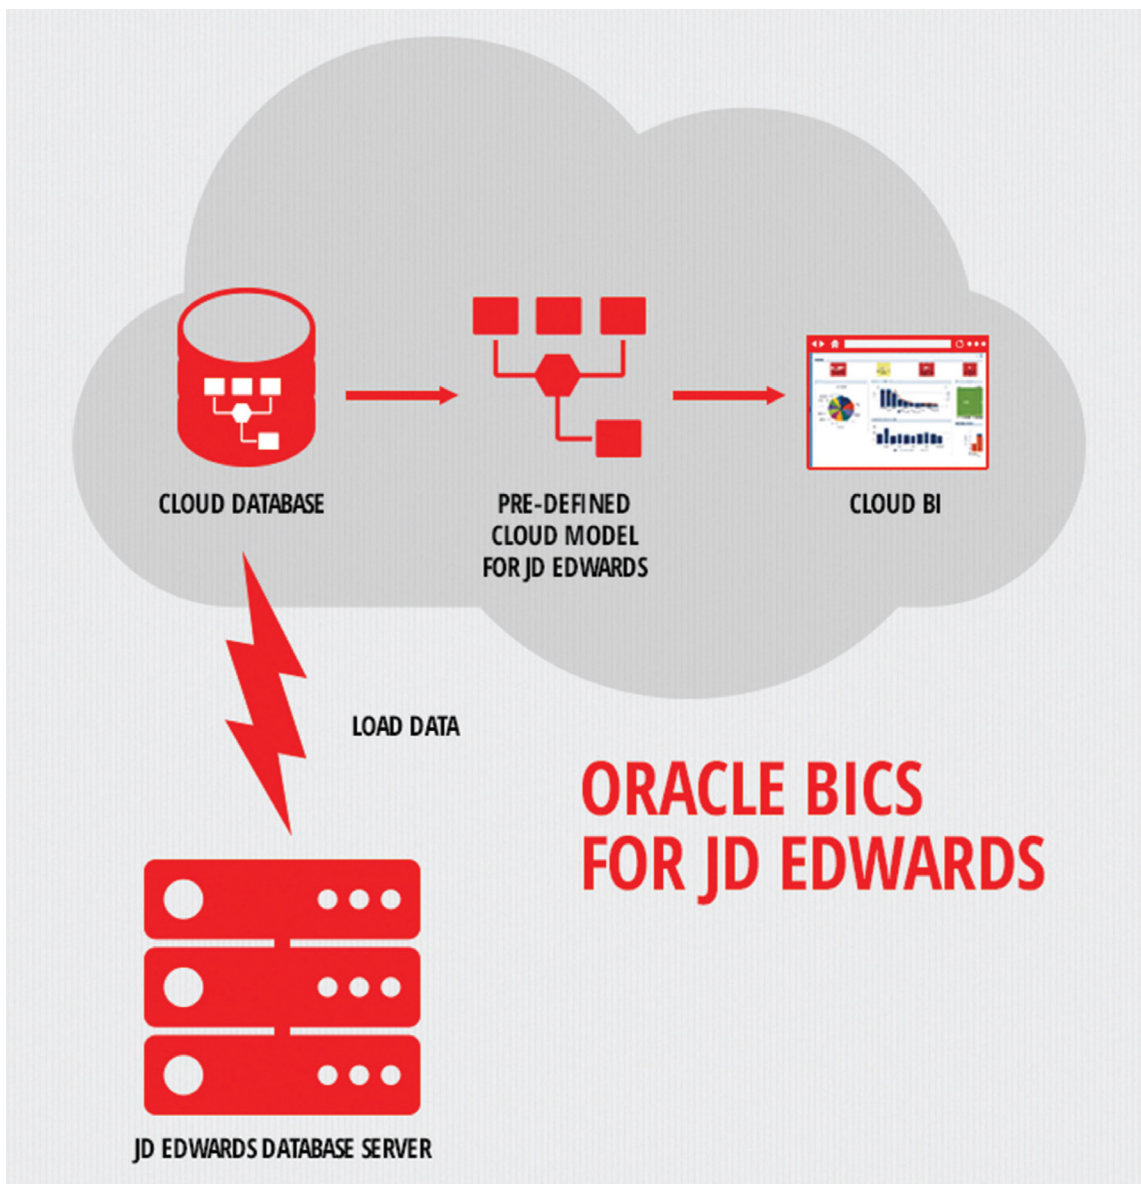 CLOUD DATABASE
PRE-DEFINED
CLOUD MODEL
FOR JD EDWARDS
CLOUD BI
LOAD DATA
ORACLE BICS
FOR JD EDWARDS
JD EDWARDS DATABASE SERVER